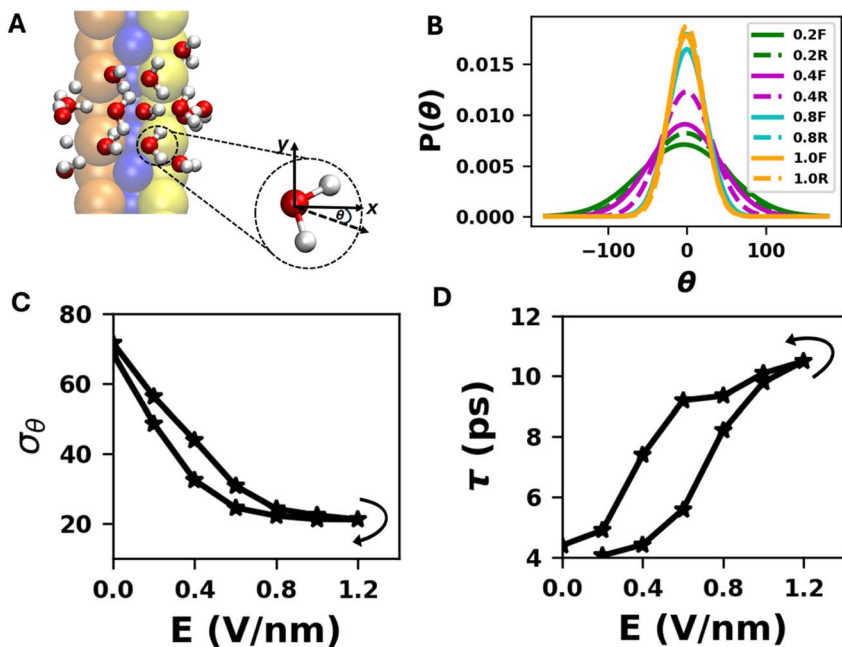 A
y
x
θ
B
P(θ)
0.015
0.010
0.005
0.000
−100
0
100
θ
0.2F
0.2R
0.4F
0.4R
0.8F
0.8R
1.0F
1.0R
C
σθ
80
60
40
20
0.0 0.4 0.8 1.2
E (V/nm)
D
τ (ps)
12
10
8
6
4
0.0 0.4 0.8 1.2
E (V/nm)